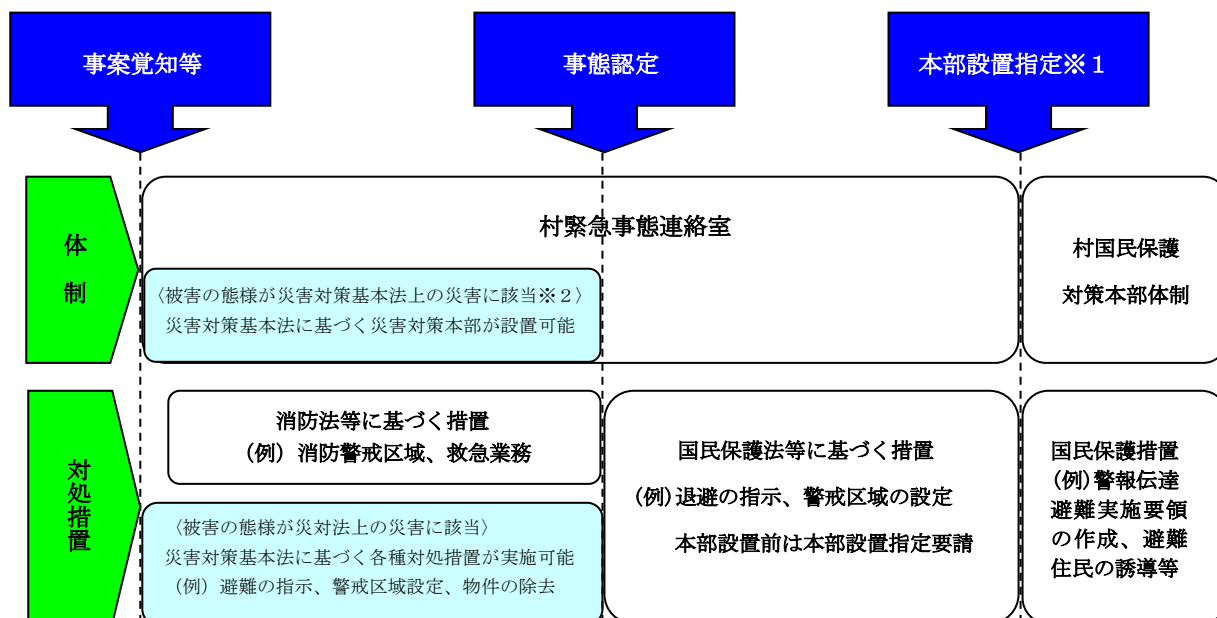 事案覚知等
事態認定
本部設置指定※１
体
制
村緊急事態連絡室
〈被害の態様が災害対策基本法上の災害に該当※２〉
災害対策基本法に基づく災害対策本部が設置可能
村国民保護
対策本部体制
対処措置
消防法等に基づく措置
（例）消防警戒区域、救急業務
〈被害の態様が災対法上の災害に該当〉
災害対策基本法に基づく各種対処措置が実施可能
（例）避難の指示、警戒区域設定、物件の除去
国民保護法等に基づく措置
（例）退避の指示、警戒区域の設定
本部設置前は本部設置指定要請
国民保護措置
（例）警報伝達
避難実施要領
の作成、避難
住民の誘導等